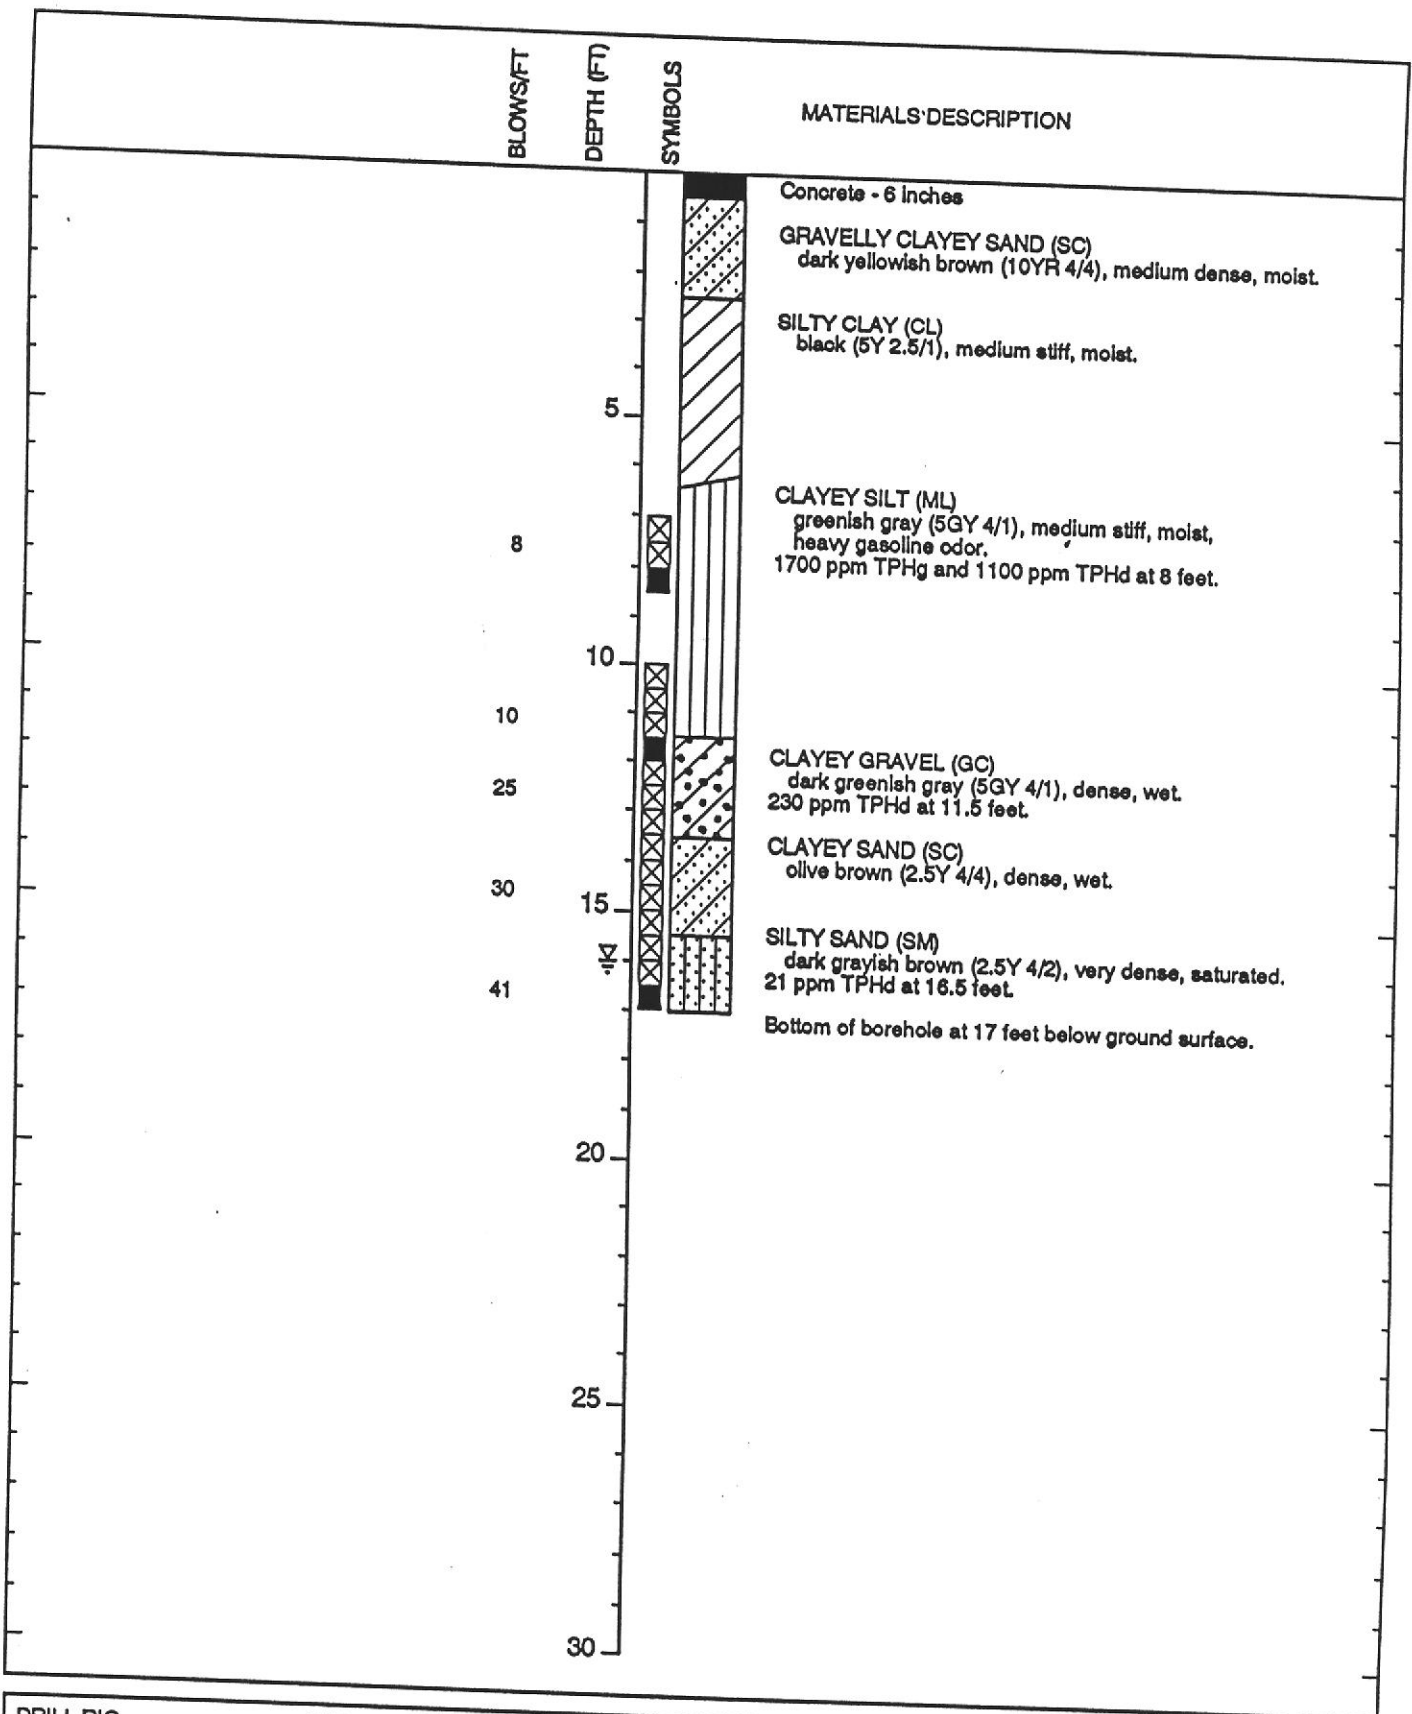 BLOWS/FT
DEPTH (FT)
SYMBOLS
MATERIALS DESCRIPTION
Concrete - 6 inches
GRAVELLY CLAYEY SAND (SC)
dark yellowish brown (10YR 4/4), medium dense, moist.
SILTY CLAY (CL)
black (5Y 2.5/1), medium stiff, moist.
5
CLAYEY SILT (ML)
greenish gray (5GY 4/1), medium stiff, moist,
8
heavy gasoline odor.
1700 ppm TPHg and 1100 ppm TPHd at 8 feet.
10
10
CLAYEY GRAVEL (GC)
25
dark greenish gray (5GY 4/1), dense, wet.
230 ppm TPHd at 11.5 feet.
CLAYEY SAND (SC)
olive brown (2.5Y 4/4), dense, wet.
30
15
SILTY SAND (SM)
dark grayish brown (2.5Y 4/2), very dense, saturated.
41
21 ppm TPHd at 16.5 feet.
Bottom of borehole at 17 feet below ground surface.
20
25
30